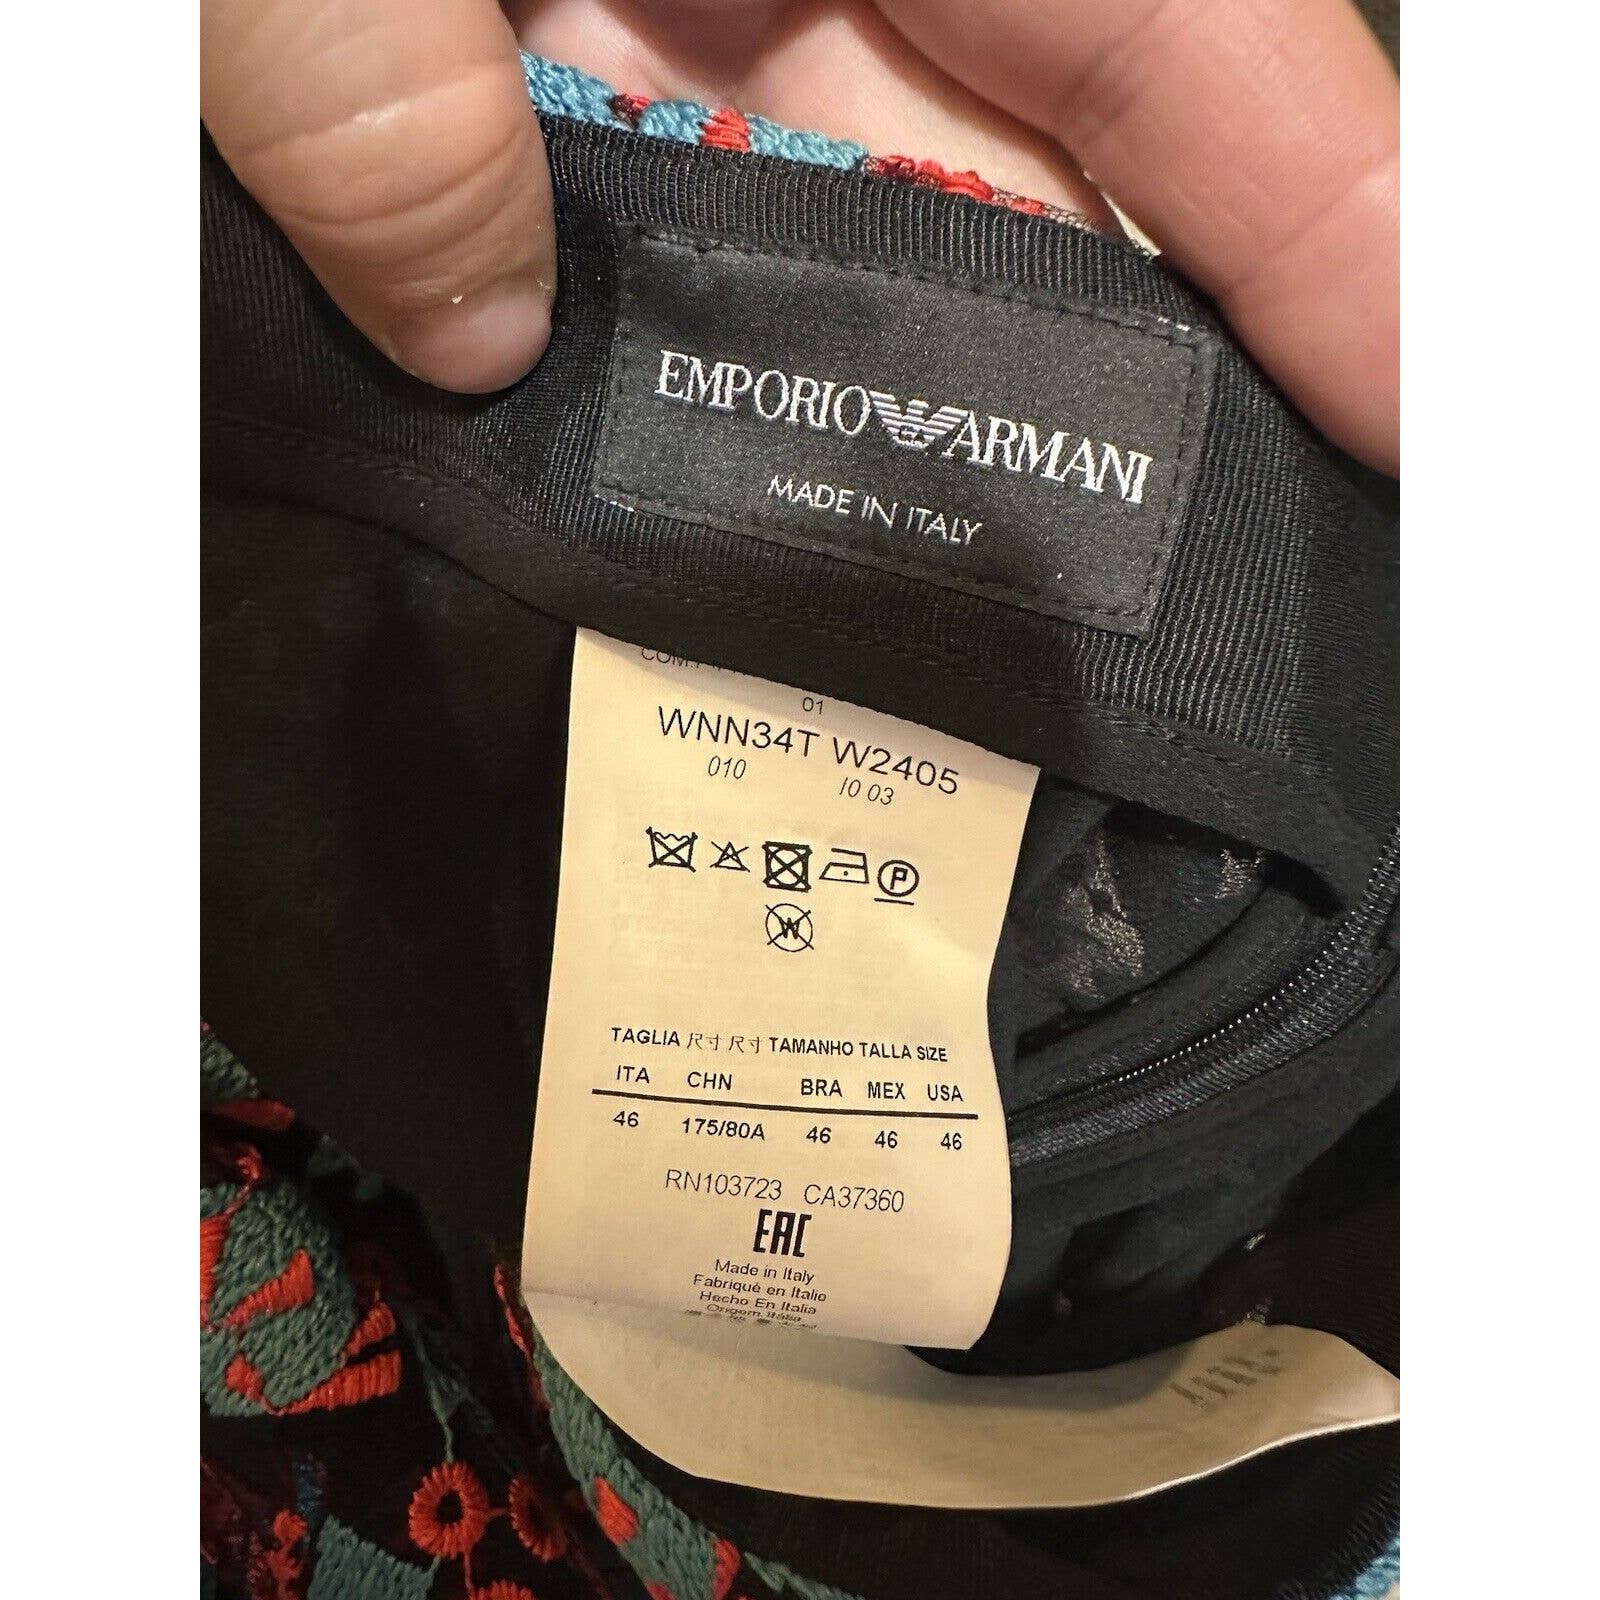 EMPORIO ARMANI
MADE IN ITALY
01
WNN34T W2405
010 10 03
P
W
TAGLIA 尺寸 尺寸 TAMANHO TALLA SIZE
ITA CHN BRA MEX USA
46 175/80A 46 46 46
RN103723 CA37360
EAC
Made in Italy
Fabriqué en Italie
Hecho En Italia
Origem Itália